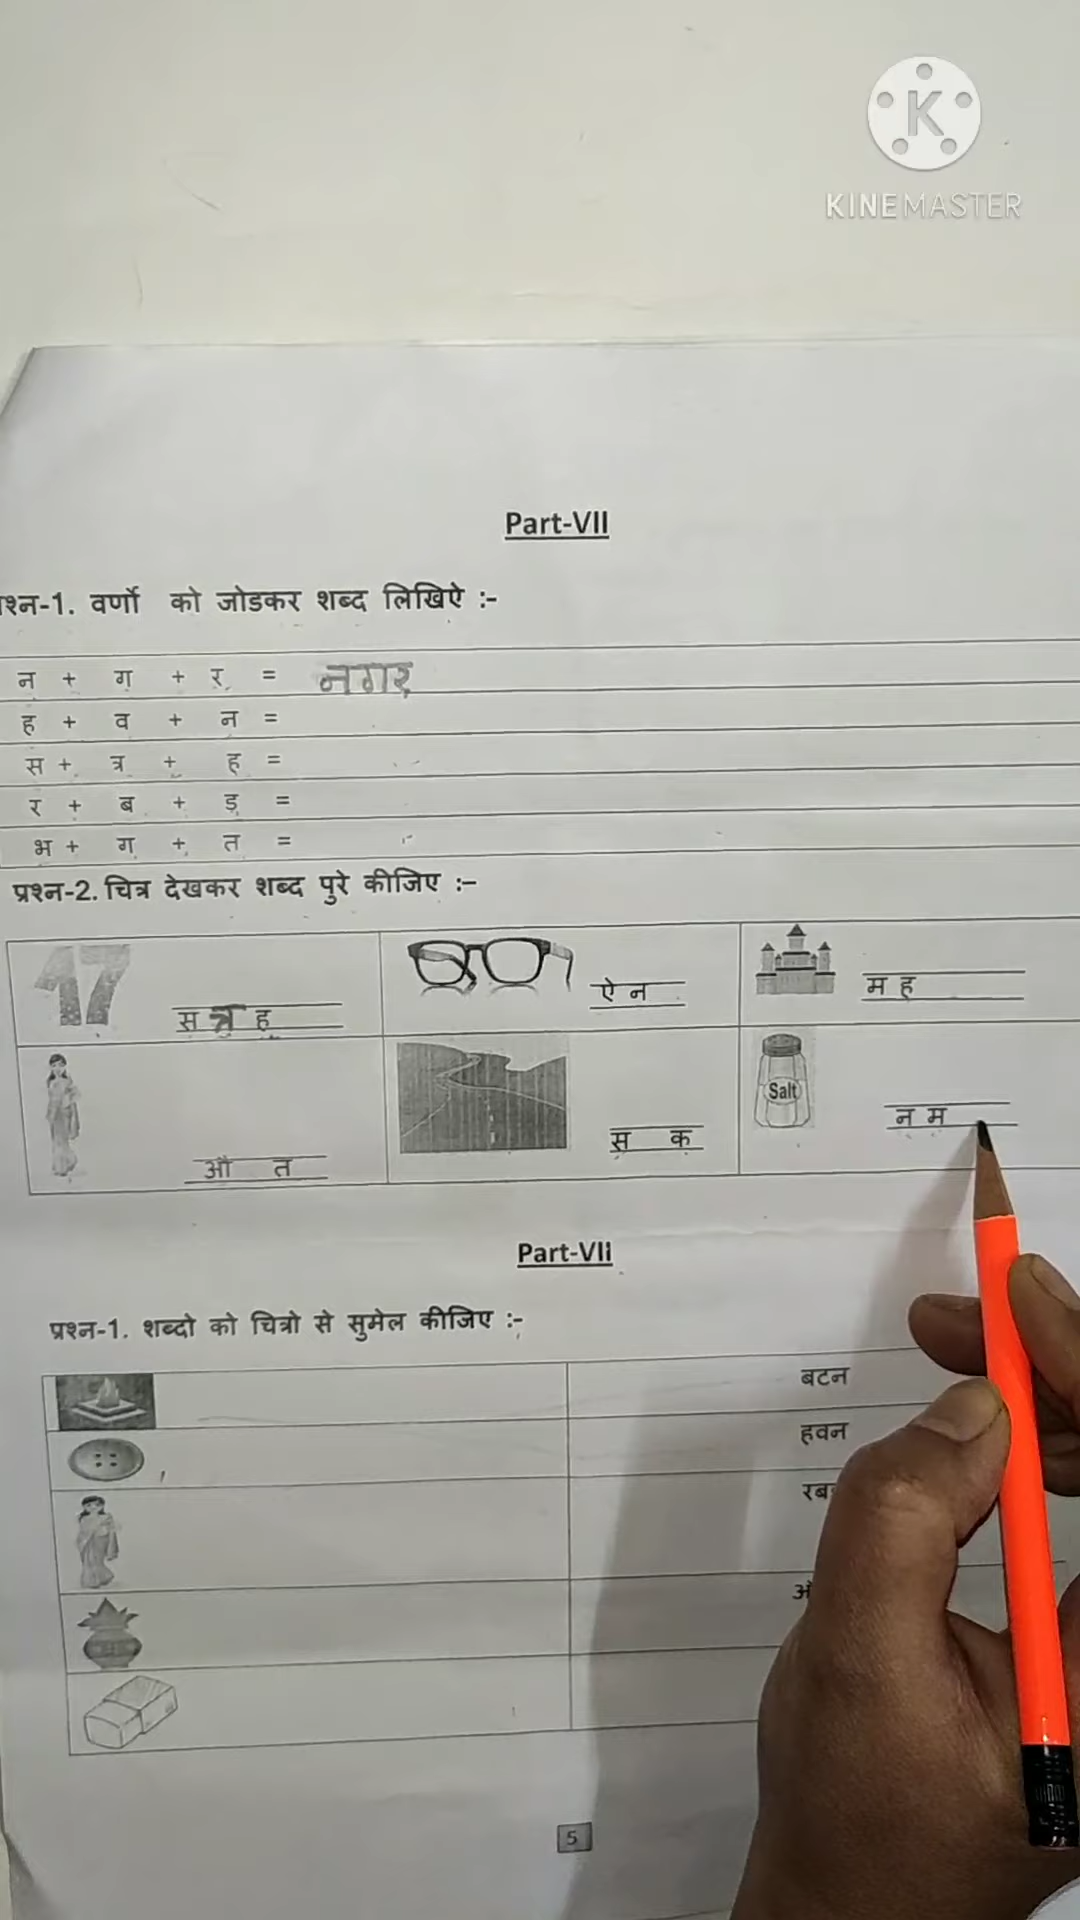 K
KINEMASTER
Part-VII
श्न-1. वर्णो को जोडकर शब्द लिखिऐ :-
न + ग + र = नगर
ह + व + न =
स + त्र + ह =
र + ब + ड़ =
भ + ग + त =
प्रश्न-2. चित्र देखकर शब्द पुरे कीजिए :-
17 स त्र ह ऐ न म ह
औ त स क Salt न म
Part-VIi
प्रश्न-1. शब्दो को चित्रो से सुमेल कीजिए :-
बटन
हवन
5